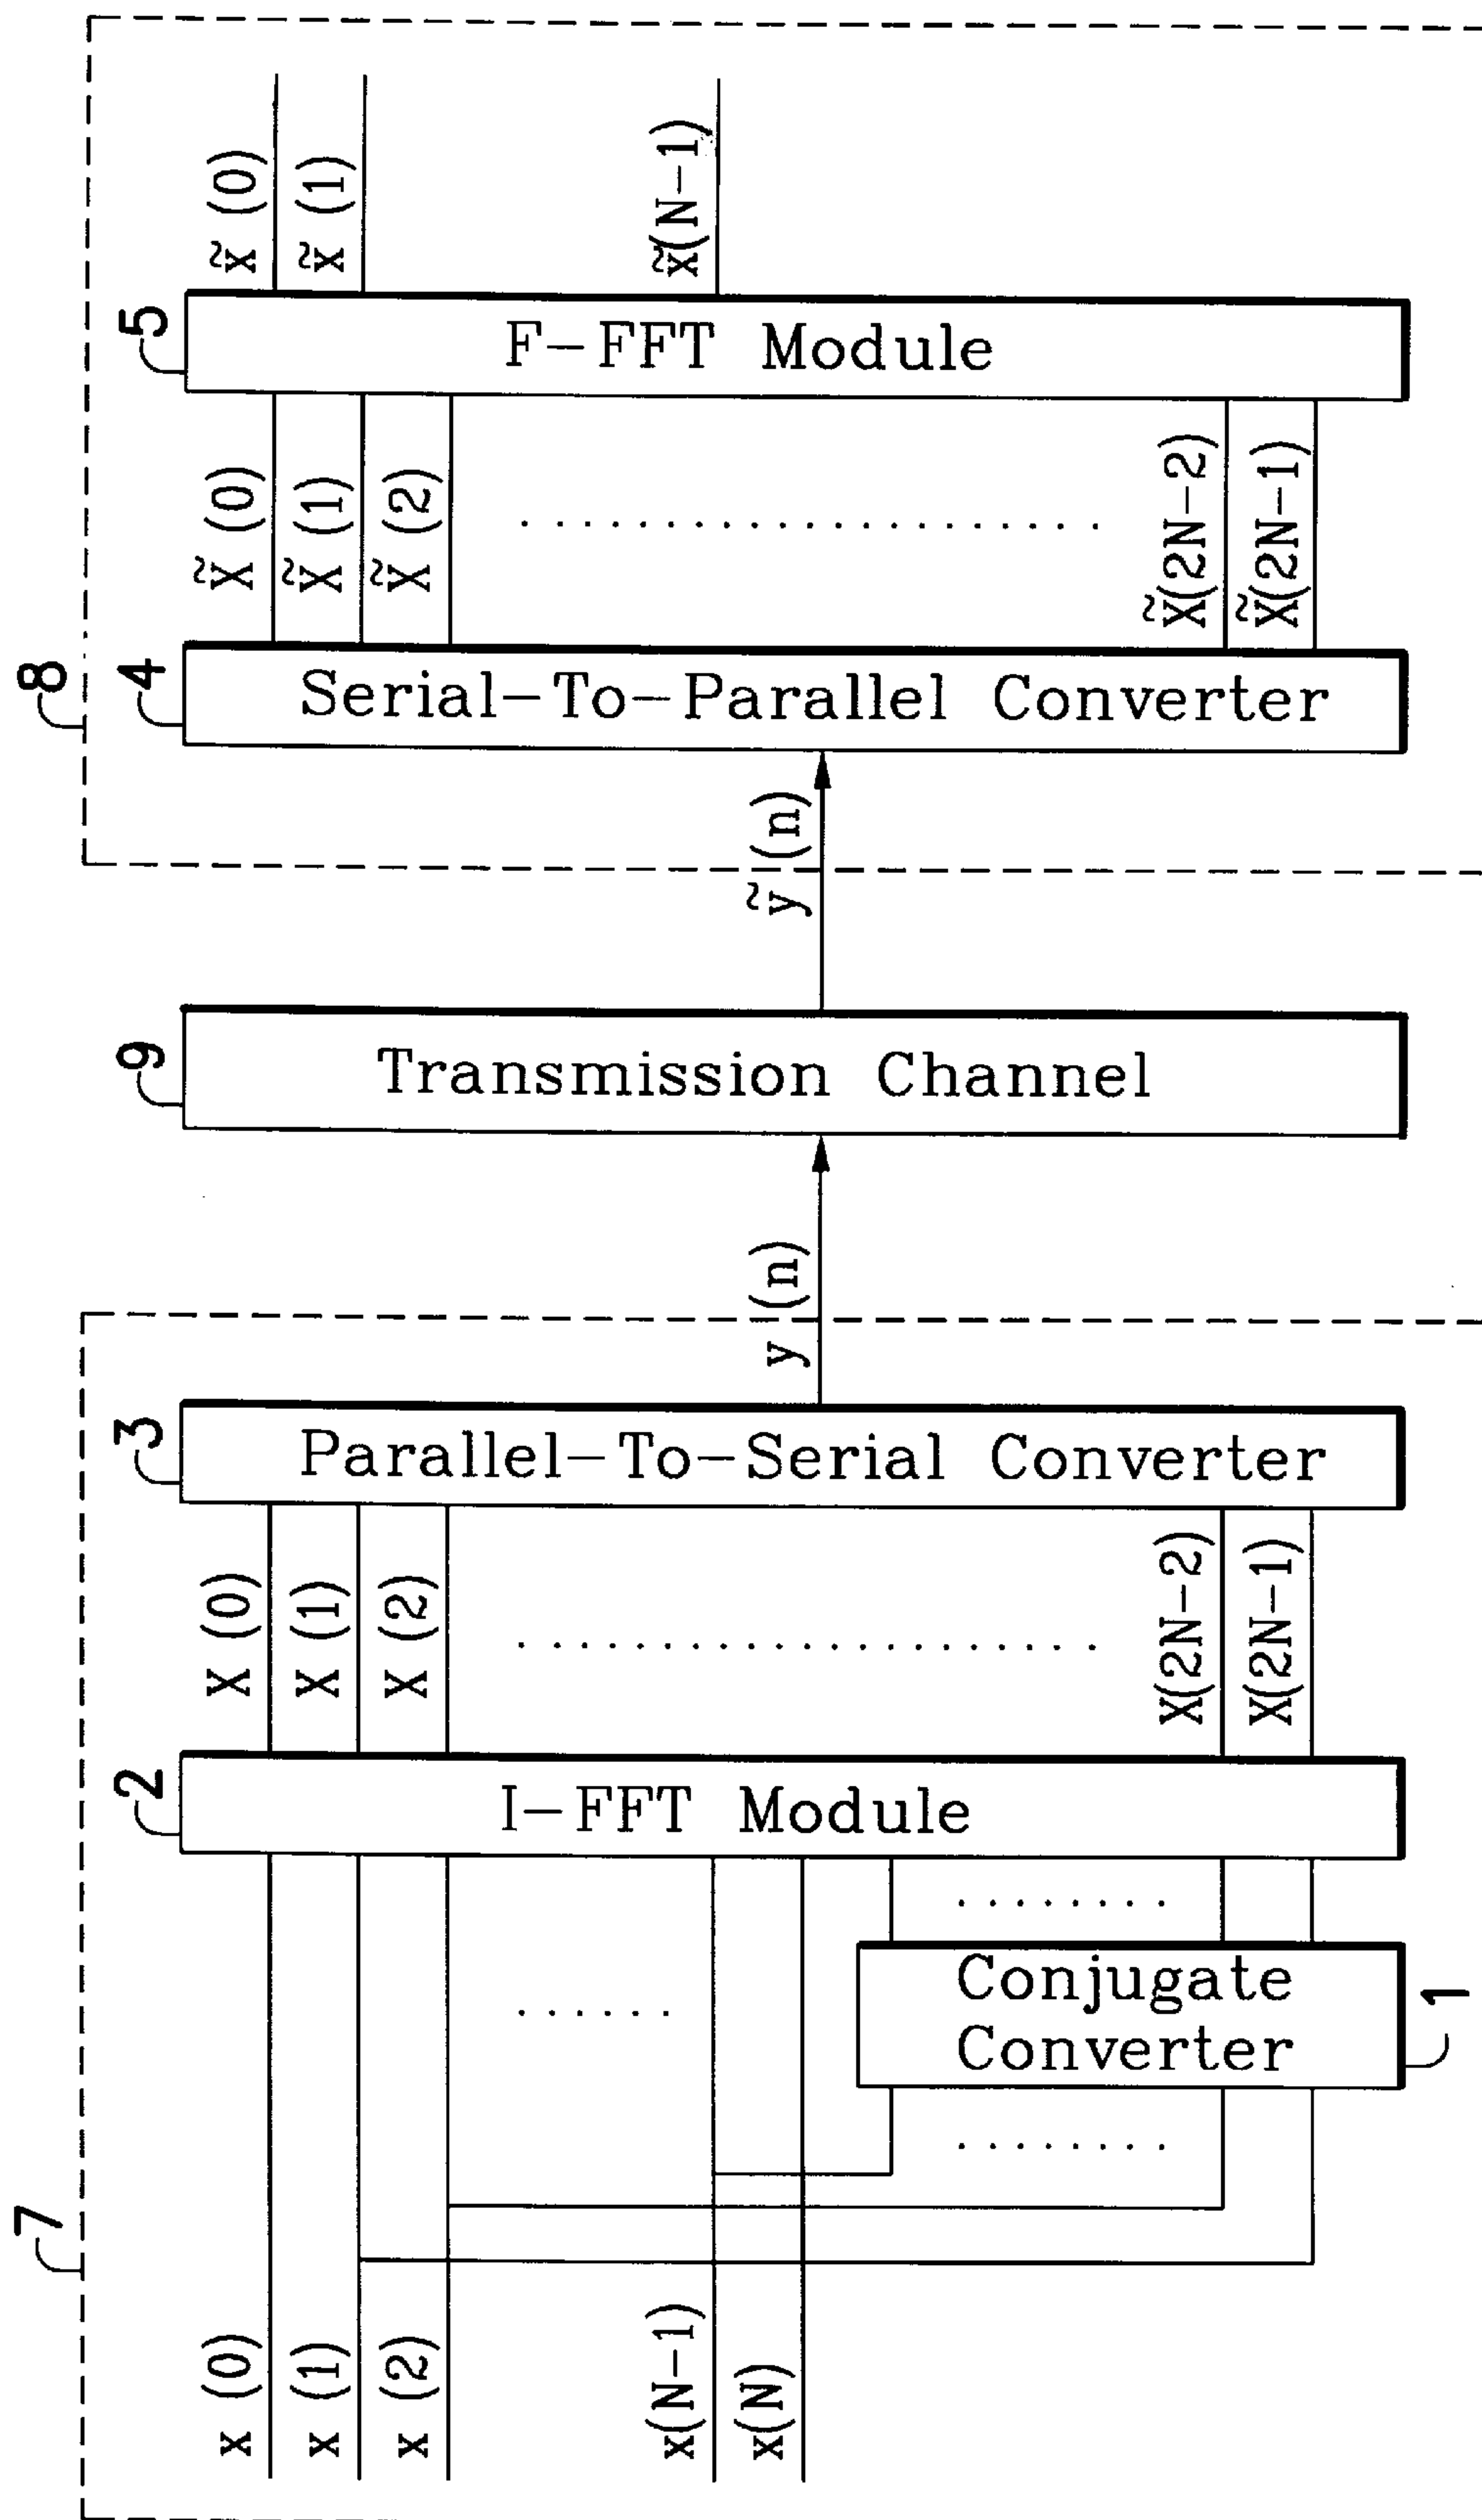 7
x (0)
x (1)
x (2)
x(N-1)
x(N)
Conjugate
Converter
1
2
I-FFT Module
X (0)
X (1)
X (2)
X(2N-2)
X(2N-1)
3
Parallel-To-Serial Converter
y (n)
9
Transmission Channel
ỹ (n)
8
4
Serial-To-Parallel Converter
X̃ (0)
X̃ (1)
X̃ (2)
X̃(2N-2)
X̃(2N-1)
5
F-FFT Module
x̃ (0)
x̃ (1)
x̃(N-1)